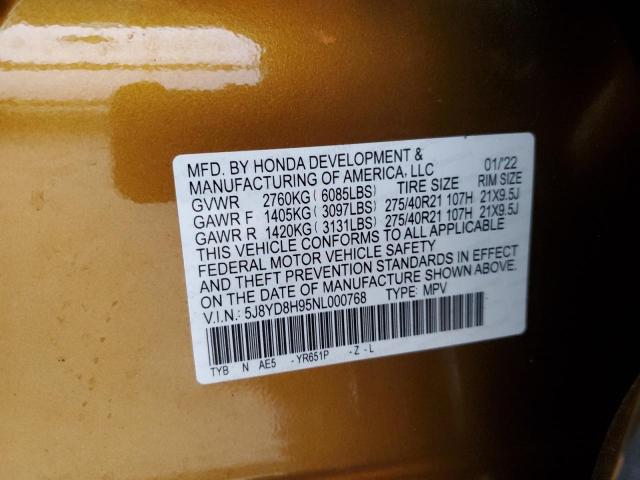 MFD. BY HONDA DEVELOPMENT &
MANUFACTURING OF AMERICA, LLC 01/'22
GVWR 2760KG ( 6085LBS) TIRE SIZE RIM SIZE
GAWR F 1405KG ( 3097LBS) 275/40R21 107H 21X9.5J
GAWR R 1420KG ( 3131LBS) 275/40R21 107H 21X9.5J
THIS VEHICLE CONFORMS TO ALL APPLICABLE
FEDERAL MOTOR VEHICLE SAFETY
AND THEFT PREVENTION STANDARDS IN EFFECT
ON THE DATE OF MANUFACTURE SHOWN ABOVE.
V.I.N.: 5J8YD8H95NL000768 TYPE: MPV
TYB N AE5 -YR651P -Z-L